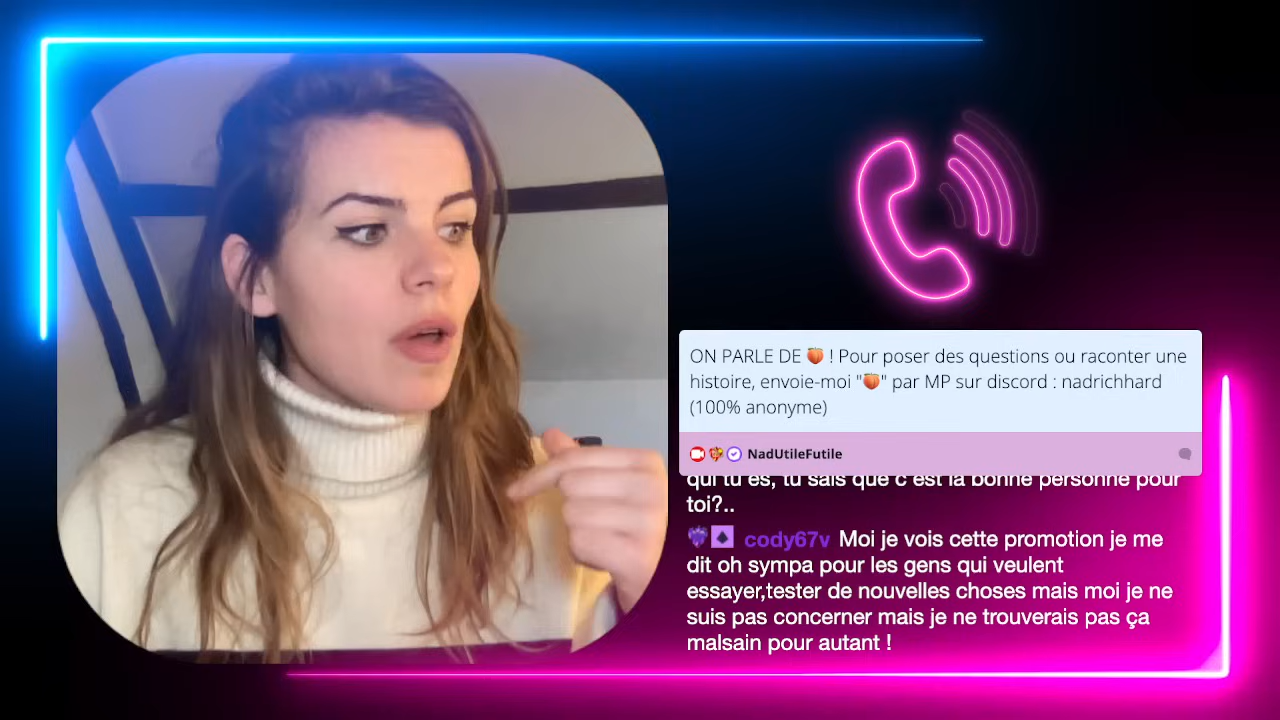 ON PARLE DE 🍑 ! Pour poser des questions ou raconter une
histoire, envoie-moi "🍑" par MP sur discord : nadrichhard
(100% anonyme)
NadUtileFutile
qui tu es, tu sais que c'est la bonne personne pour
toi?..
cody67v Moi je vois cette promotion je me
dit oh sympa pour les gens qui veulent
essayer,tester de nouvelles choses mais moi je ne
suis pas concerner mais je ne trouverais pas ça
malsain pour autant !